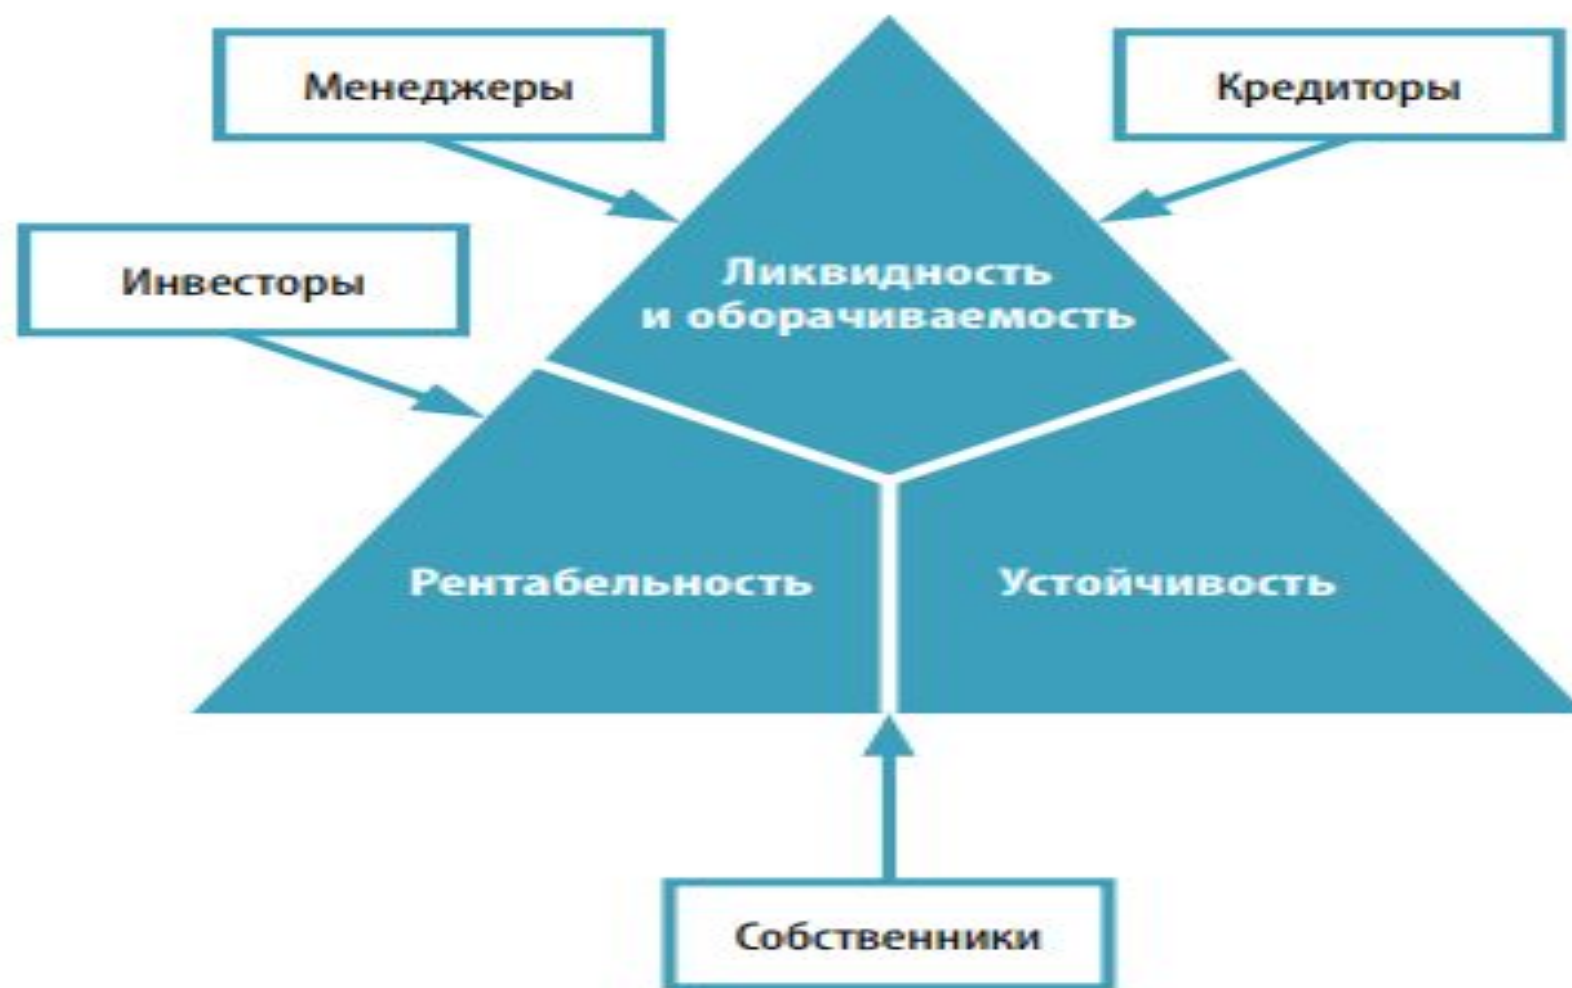 Менеджеры
Кредиторы
Инвесторы
Ликвидность
и оборачиваемость
Рентабельность
Устойчивость
Собственники